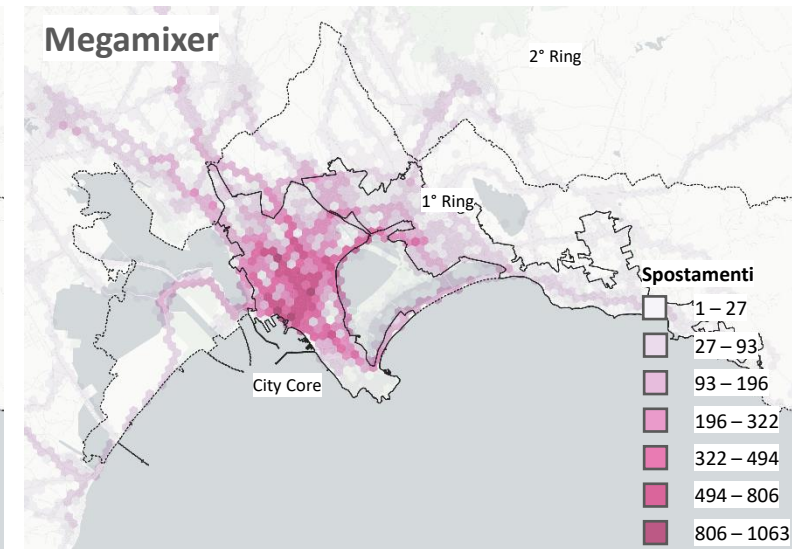 Megamixer
2° Ring
1° Ring
City Core
Spostamenti
1 – 27
27 – 93
93 – 196
196 – 322
322 – 494
494 – 806
806 – 1063